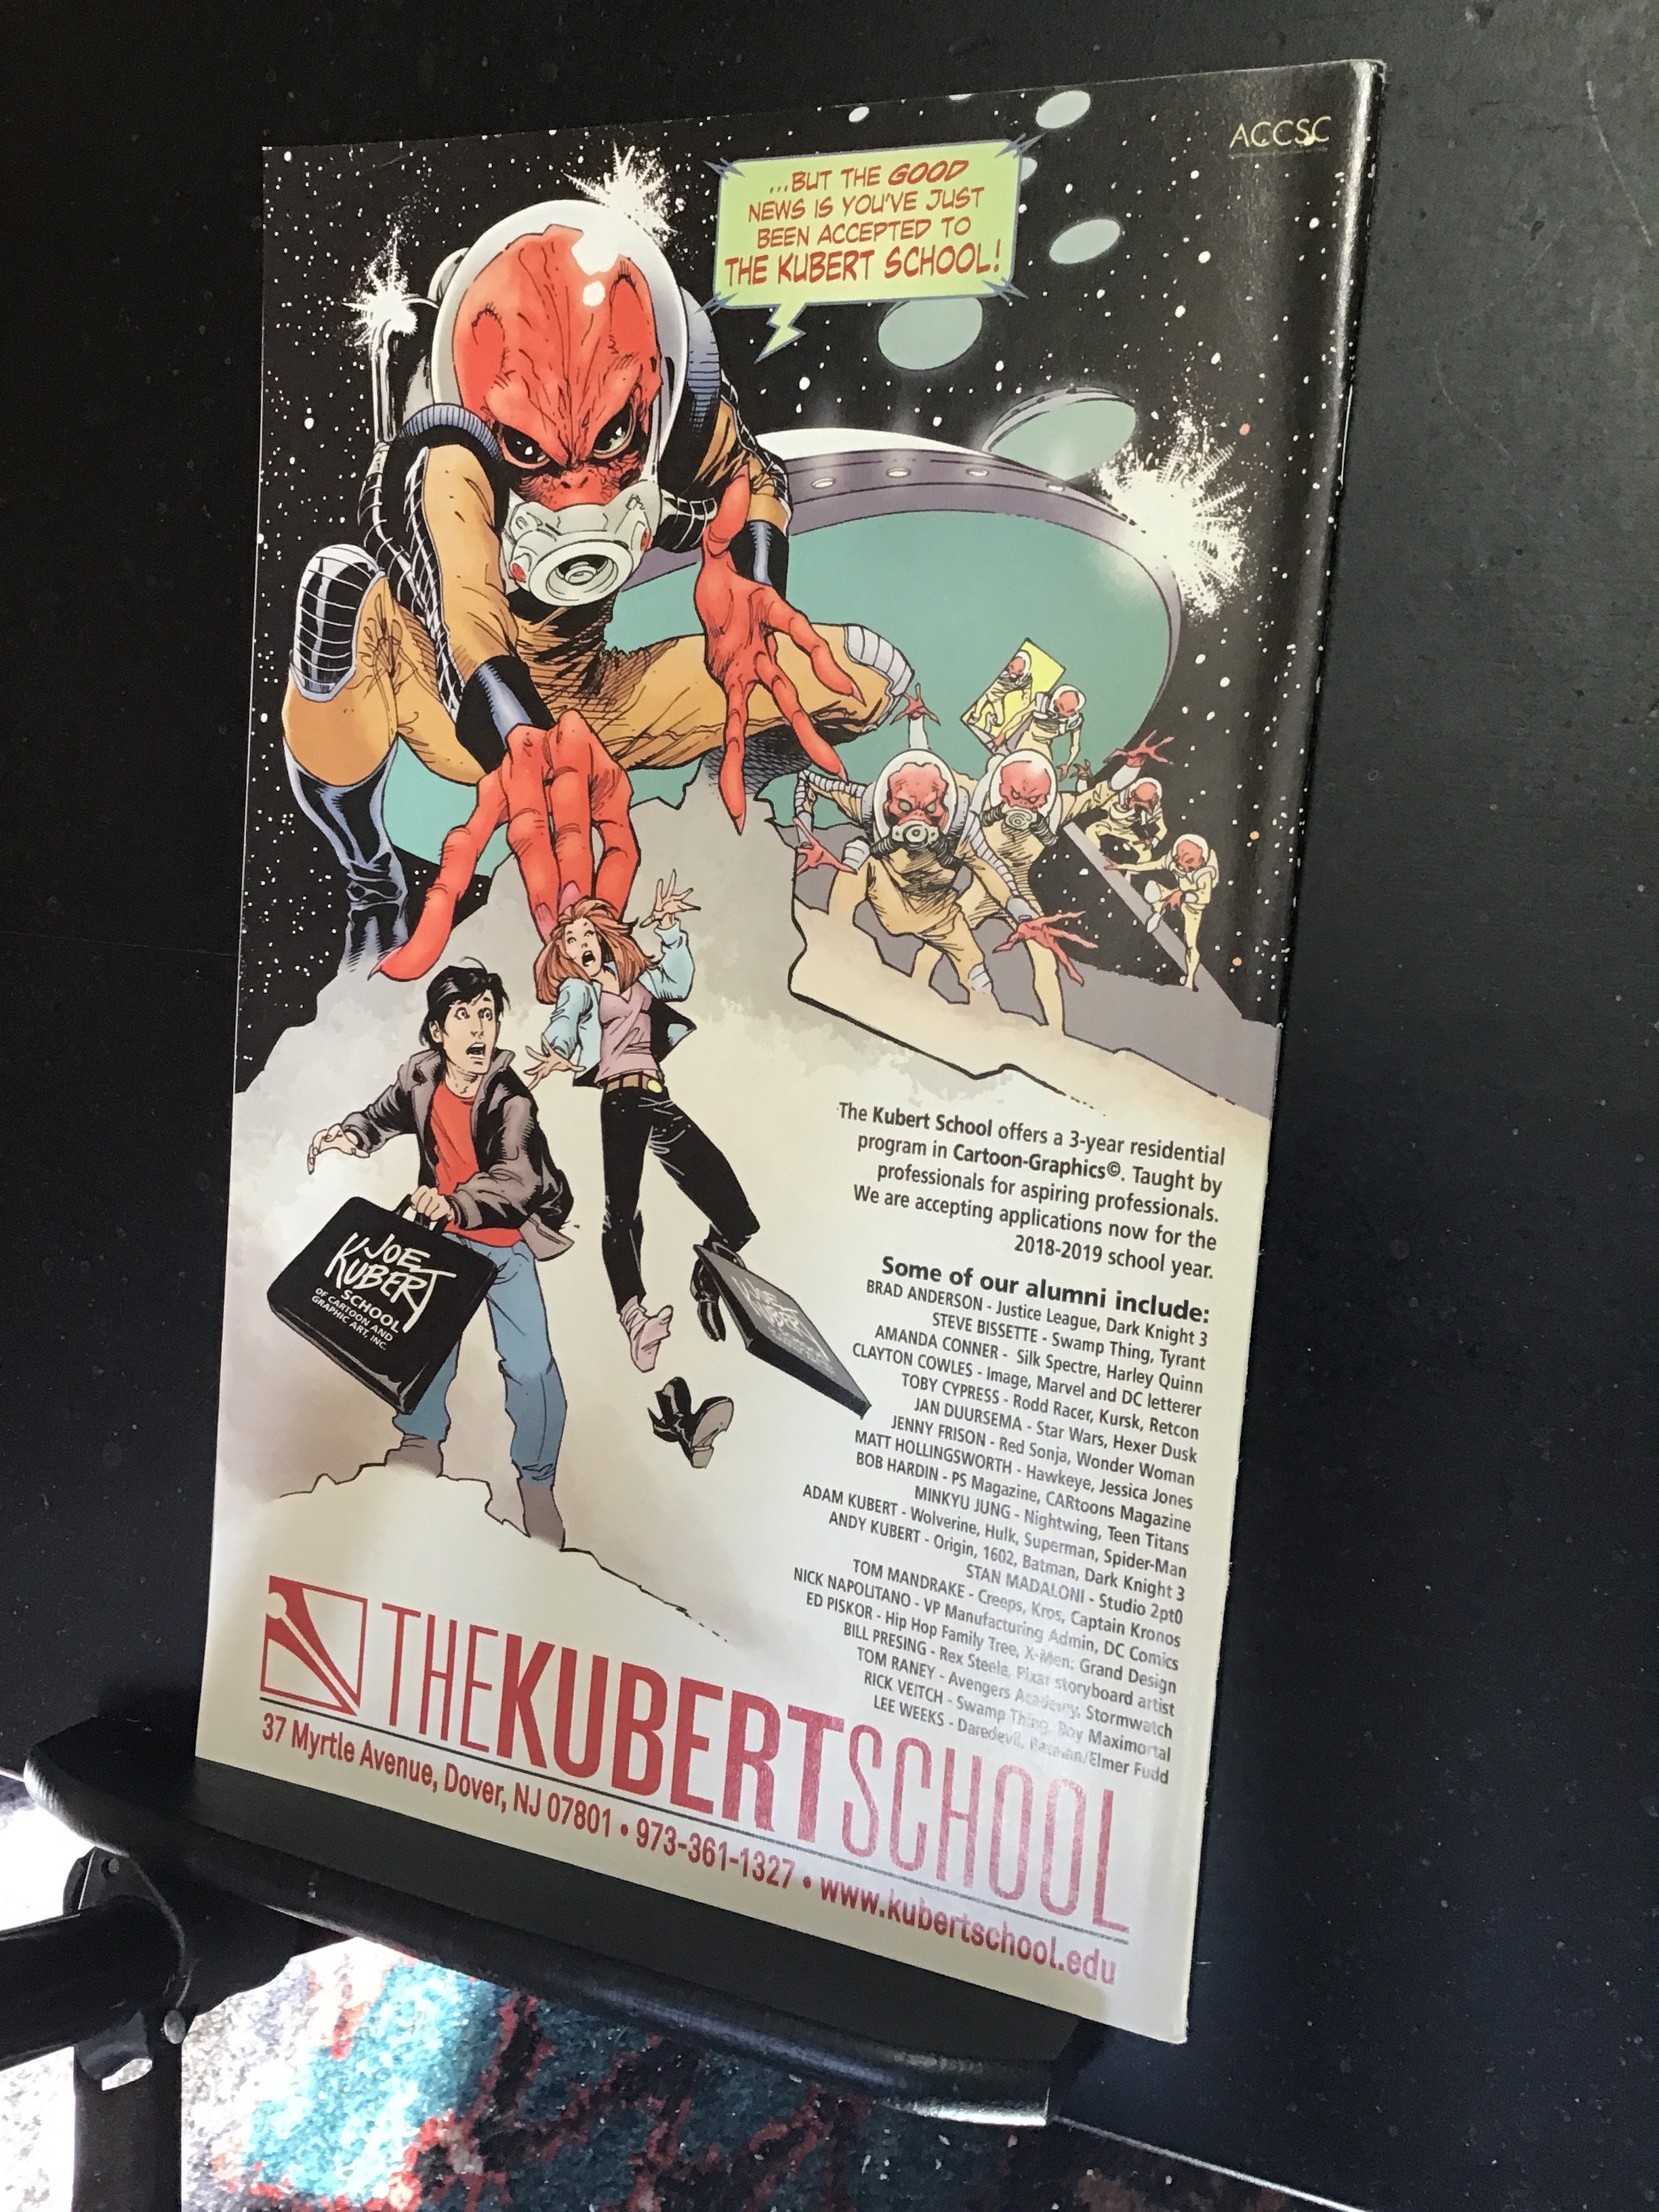 ACCSC
...BUT THE GOOD
NEWS IS YOU'VE JUST
BEEN ACCEPTED TO
THE KUBERT SCHOOL!
The Kubert School offers a 3-year residential
program in Cartoon-Graphics©. Taught by
professionals for aspiring professionals.
We are accepting applications now for the
2018-2019 school year.
Some of our alumni include:
BRAD ANDERSON - Justice League, Dark Knight 3
STEVE BISSETTE - Swamp Thing, Tyrant
AMANDA CONNER - Silk Spectre, Harley Quinn
CLAYTON COWLES - Image, Marvel and DC letterer
TOBY CYPRESS - Rodd Racer, Kursk, Retcon
JAN DUURSEMA - Star Wars, Hexer Dusk
JENNY FRISON - Red Sonja, Wonder Woman
MATT HOLLINGSWORTH - Hawkeye, Jessica Jones
BOB HARDIN - PS Magazine, CARtoons Magazine
MINKYU JUNG - Nightwing, Teen Titans
ADAM KUBERT - Wolverine, Hulk, Superman, Spider-Man
ANDY KUBERT - Origin, 1602, Batman, Dark Knight 3
STAN MADALONI - Studio 2pt0
TOM MANDRAKE - Creeps, Kros, Captain Kronos
NICK NAPOLITANO - VP Manufacturing Admin, DC Comics
ED PISKOR - Hip Hop Family Tree, X-Men: Grand Design
BILL PRESING - Rex Steele, Pixar storyboard artist
TOM RANEY - Avengers Academy, Stormwatch
RICK VEITCH - Swamp Thing, Roy Maximortal
LEE WEEKS - Daredevil, Batman/Elmer Fudd
JOE
KUBERT
SCHOOL
OF CARTOON AND
GRAPHIC ART, INC.
JOE
KUBERT
THE KUBERT SCHOOL
37 Myrtle Avenue, Dover, NJ 07801 • 973-361-1327 • www.kubertschool.edu